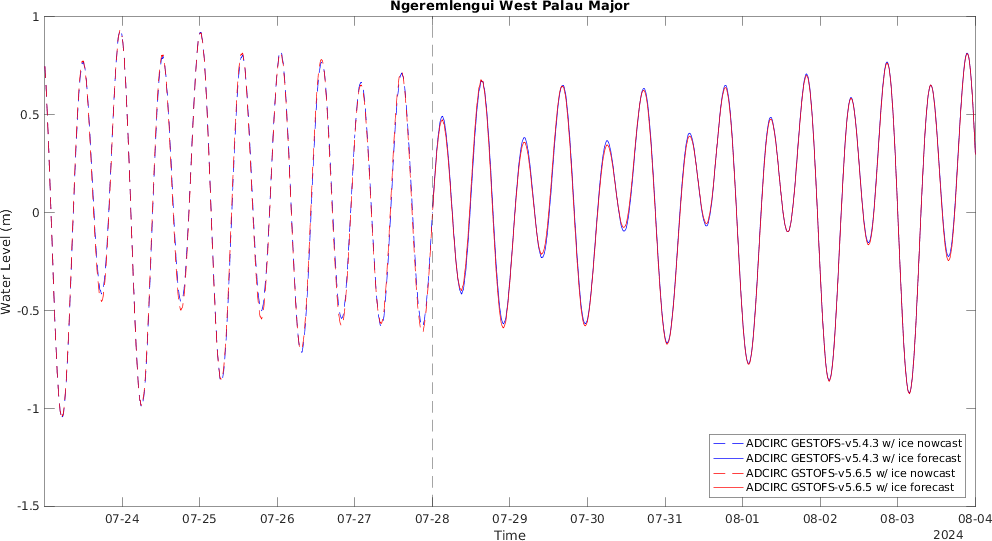 Ngeremlengui West Palau Major
1
0.5
0
-0.5
-1
-1.5
Water Level (m)
ADCIRC GESTOFS-v5.4.3 w/ ice nowcast
ADCIRC GESTOFS-v5.4.3 w/ ice forecast
ADCIRC GSTOFS-v5.6.5 w/ ice nowcast
ADCIRC GSTOFS-v5.6.5 w/ ice forecast
07-24 07-25 07-26 07-27 07-28 07-29 07-30 07-31 08-01 08-02 08-03 08-04
Time
2024